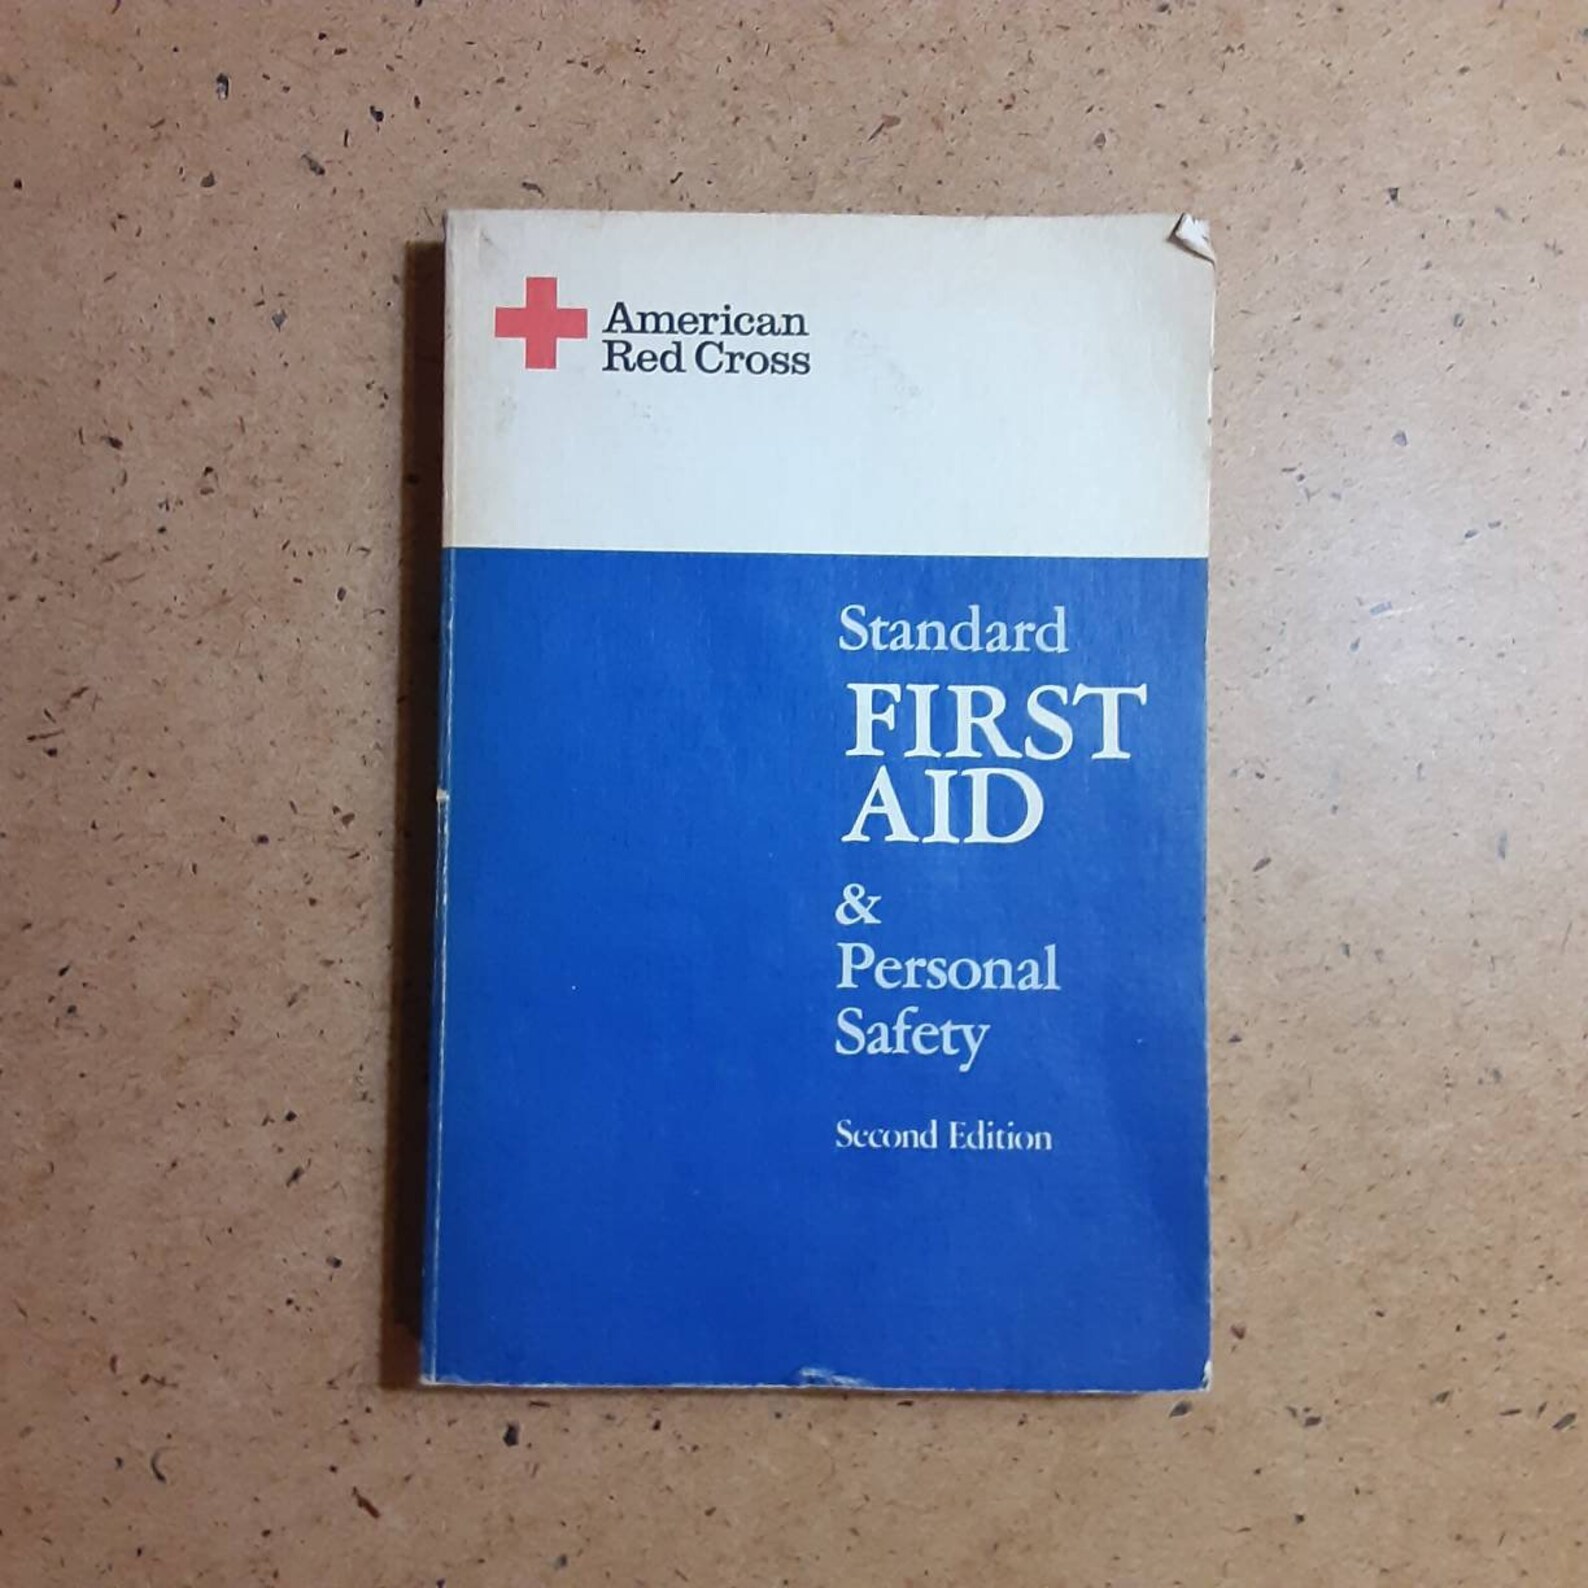 American
Red Cross
Standard
FIRST
AID
&
Personal
Safety
Second Edition